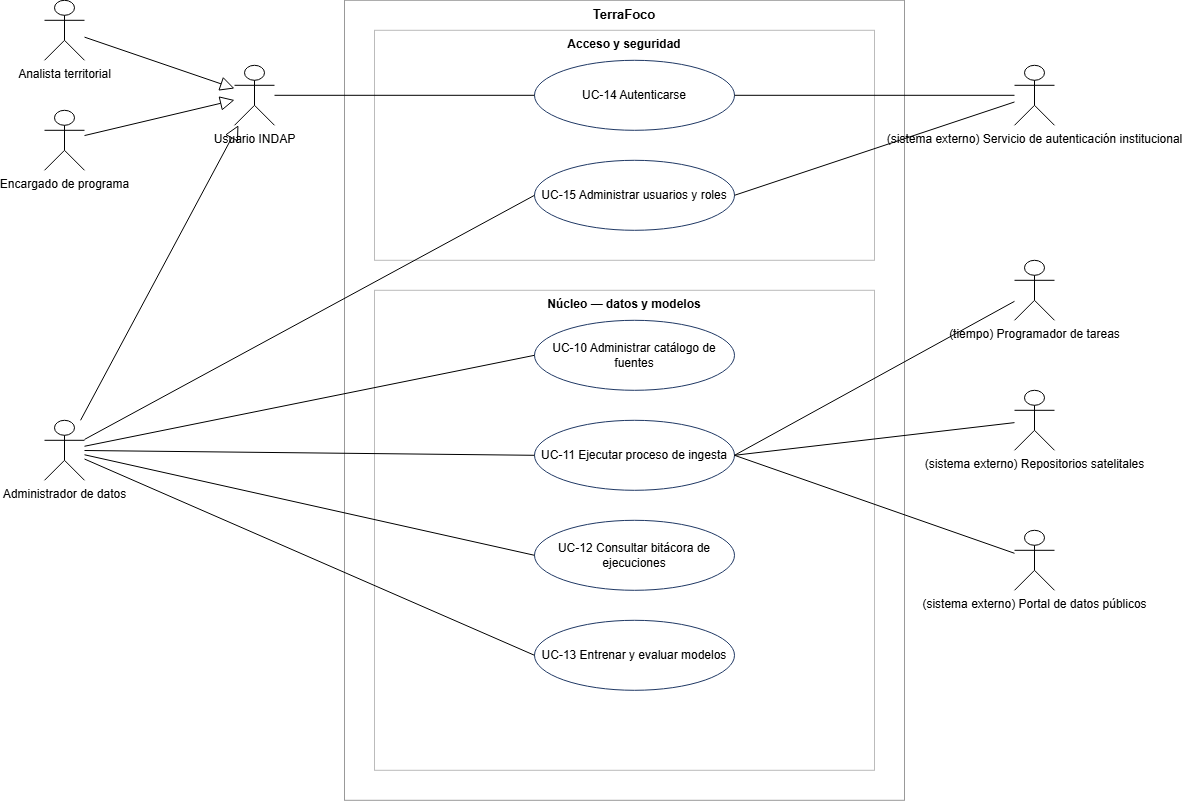 TerraFoco
Acceso y seguridad
Analista territorial
UC-14 Autenticarse
Usuario INDAP
(sistema externo) Servicio de autenticación institucional
Encargado de programa
UC-15 Administrar usuarios y roles
Núcleo — datos y modelos
(tiempo) Programador de tareas
UC-10 Administrar catálogo de
fuentes
UC-11 Ejecutar proceso de ingesta
(sistema externo) Repositorios satelitales
Administrador de datos
UC-12 Consultar bitácora de
ejecuciones
(sistema externo) Portal de datos públicos
UC-13 Entrenar y evaluar modelos